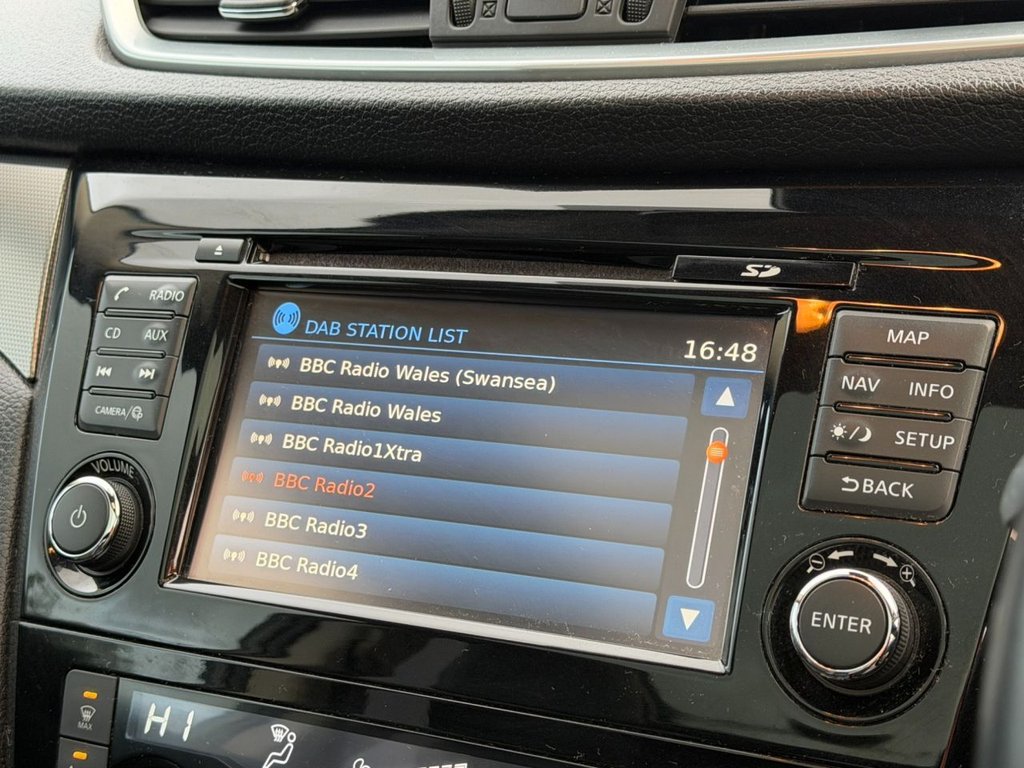 SD
RADIO
CD AUX
CAMERA/
VOLUME
DAB STATION LIST
16:48
BBC Radio Wales (Swansea)
BBC Radio Wales
BBC Radio1Xtra
BBC Radio2
BBC Radio3
BBC Radio4
MAP
NAV INFO
SETUP
BACK
ENTER
MAX
HI